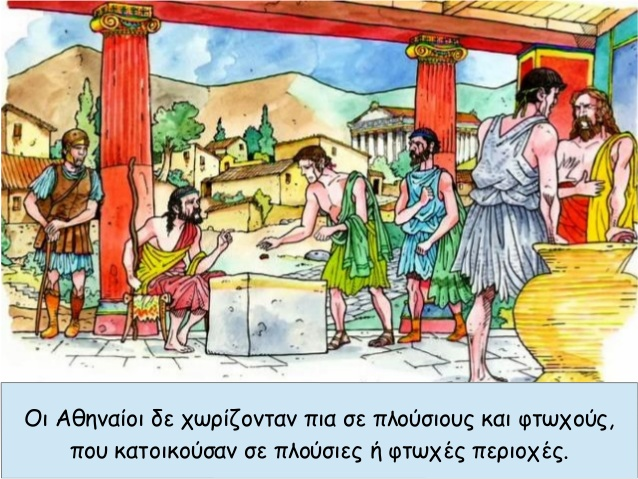 Οι Αθηναίοι δε χωρίζονταν πια σε πλούσιους και φτωχούς,
που κατοικούσαν σε πλούσιες ή φτωχές περιοχές.